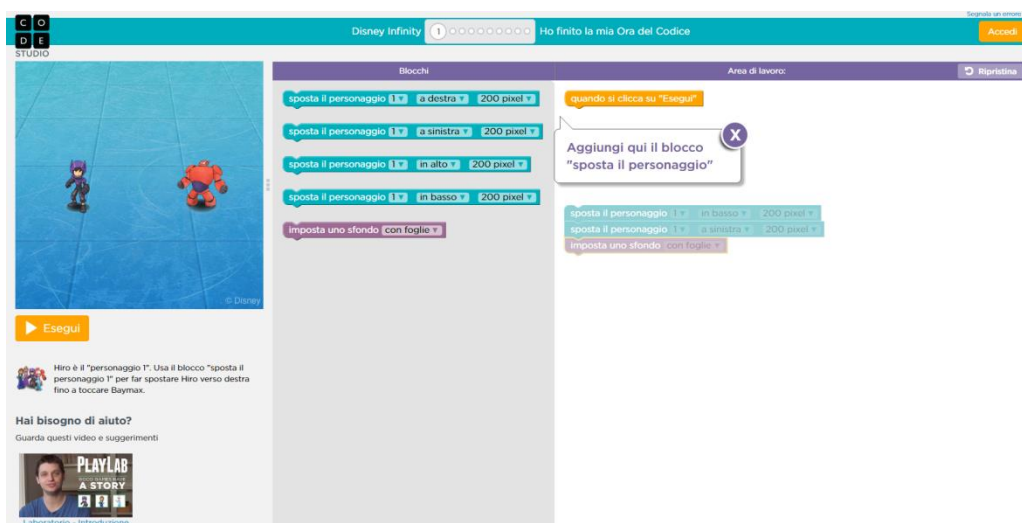 Segnala un errore
C O
D E
STUDIO
Disney Infinity 1 Ho finito la mia Ora del Codice
Accedi
Blocchi
Area di lavoro:
Ripristina
sposta il personaggio 1 a destra 200 pixel
sposta il personaggio 1 a sinistra 200 pixel
sposta il personaggio 1 in alto 200 pixel
sposta il personaggio 1 in basso 200 pixel
imposta uno sfondo con foglie
quando si clicca su "Esegui"
X
Aggiungi qui il blocco
"sposta il personaggio"
sposta il personaggio 1 in basso 200 pixel
sposta il personaggio 1 a sinistra 200 pixel
imposta uno sfondo con foglie
© Disney
Esegui
Hiro è il "personaggio 1". Usa il blocco "sposta il
personaggio 1" per far spostare Hiro verso destra
fino a toccare Baymax.
Hai bisogno di aiuto?
Guarda questi video e suggerimenti
PLAYLAB
A STORY
Laboratorio - Introduzione